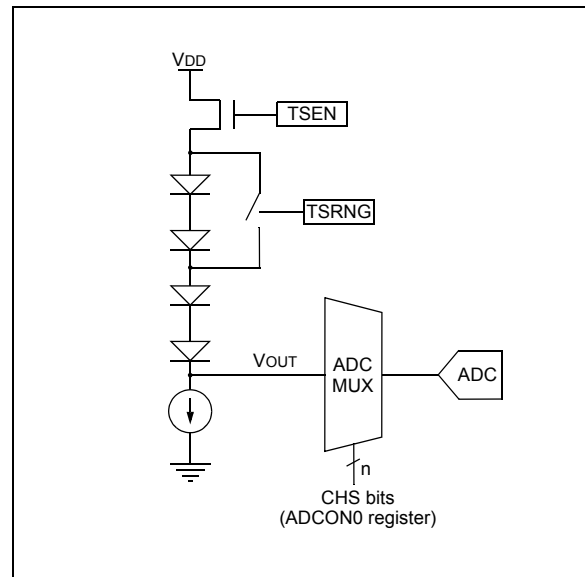 VDD
TSEN
TSRNG
VOUT
ADC
MUX
ADC
n
CHS bits
(ADCON0 register)